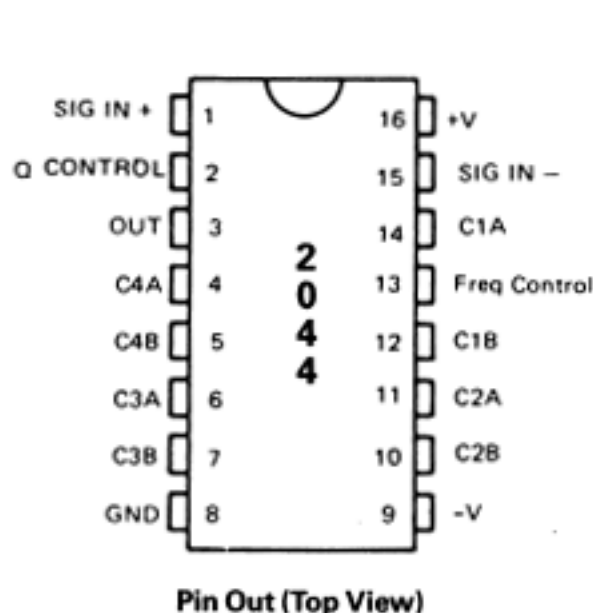 SIG IN + 1 16 +V
Q CONTROL 2 15 SIG IN –
OUT 3 14 C1A
C4A 4 13 Freq Control
C4B 5 12 C1B
C3A 6 11 C2A
C3B 7 10 C2B
GND 8 9 -V
2
0
4
4
Pin Out (Top View)